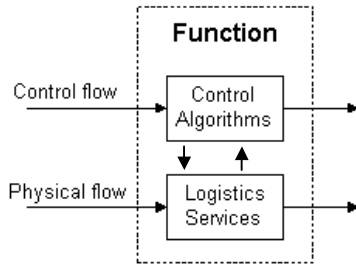 Function
Control flow
Control
Algorithms
Physical flow
Logistics
Services